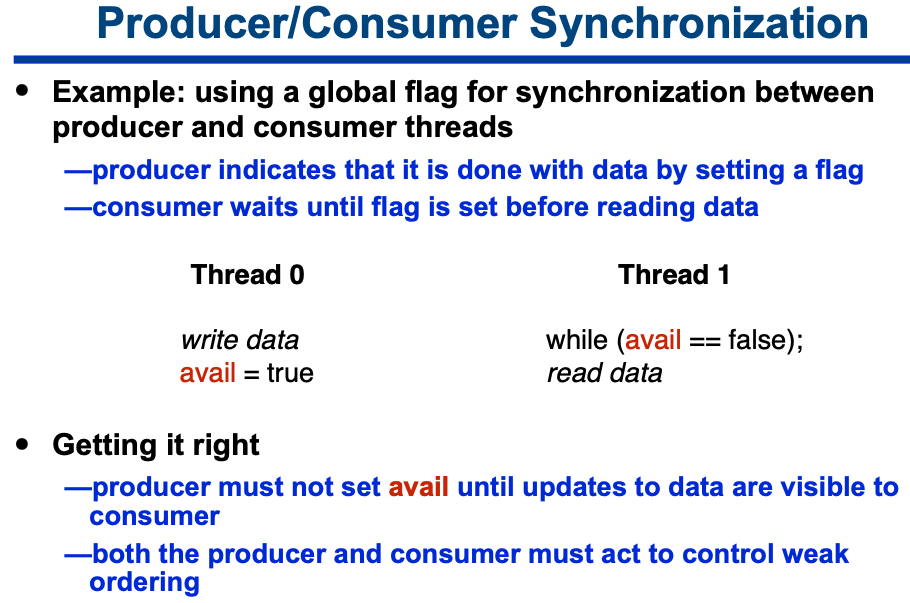 Producer/Consumer Synchronization
• Example: using a global flag for synchronization between
producer and consumer threads
—producer indicates that it is done with data by setting a flag
—consumer waits until flag is set before reading data
Thread 0
write data
avail = true
Thread 1
while (avail == false);
read data
• Getting it right
—producer must not set avail until updates to data are visible to
consumer
—both the producer and consumer must act to control weak
ordering